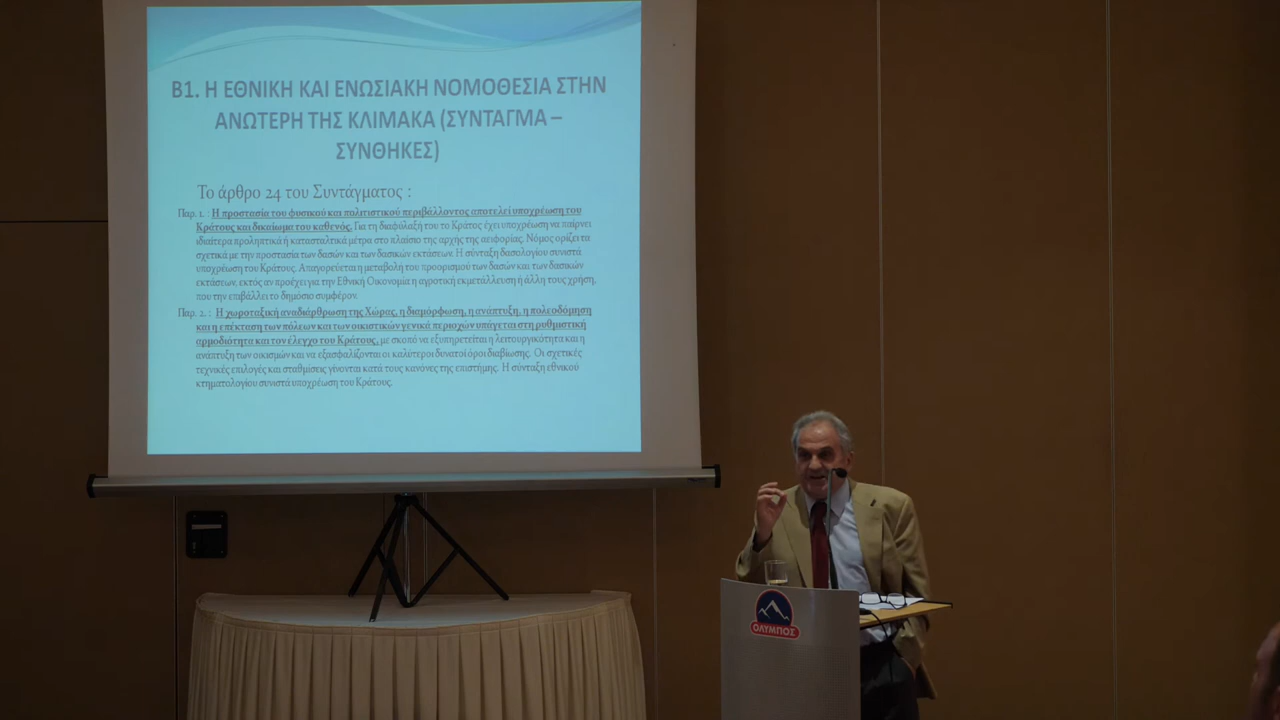 Β1. Η ΕΘΝΙΚΗ ΚΑΙ ΕΝΩΣΙΑΚΗ ΝΟΜΟΘΕΣΙΑ ΣΤΗΝ
ΑΝΩΤΕΡΗ ΤΗΣ ΚΛΙΜΑΚΑ (ΣΥΝΤΑΓΜΑ –
ΣΥΝΘΗΚΕΣ)
Το άρθρο 24 του Συντάγματος :
Παρ. 1. : Η προστασία του φυσικού και πολιτιστικού περιβάλλοντος αποτελεί υποχρέωση του
Κράτους και δικαίωμα του καθενός. Για τη διαφύλαξή του το Κράτος έχει υποχρέωση να παίρνει
ιδιαίτερα προληπτικά ή κατασταλτικά μέτρα στο πλαίσιο της αρχής της αειφορίας. Νόμος ορίζει τα
σχετικά με την προστασία των δασών και των δασικών εκτάσεων. Η σύνταξη δασολογίου συνιστά
υποχρέωση του Κράτους. Απαγορεύεται η μεταβολή του προορισμού των δασών και των δασικών
εκτάσεων, εκτός αν προέχει για την Εθνική Οικονομία η αγροτική εκμετάλλευση ή άλλη τους χρήση,
που την επιβάλλει το δημόσιο συμφέρον.
Παρ. 2. : Η χωροταξική αναδιάρθρωση της Χώρας, η διαμόρφωση, η ανάπτυξη, η πολεοδόμηση
και η επέκταση των πόλεων και των οικιστικών γενικά περιοχών υπάγεται στη ρυθμιστική
αρμοδιότητα και τον έλεγχο του Κράτους, με σκοπό να εξυπηρετείται η λειτουργικότητα και η
ανάπτυξη των οικισμών και να εξασφαλίζονται οι καλύτεροι δυνατοί όροι διαβίωσης. Οι σχετικές
τεχνικές επιλογές και σταθμίσεις γίνονται κατά τους κανόνες της επιστήμης. Η σύνταξη εθνικού
κτηματολογίου συνιστά υποχρέωση του Κράτους.
ΟΛΥΜΠΟΣ